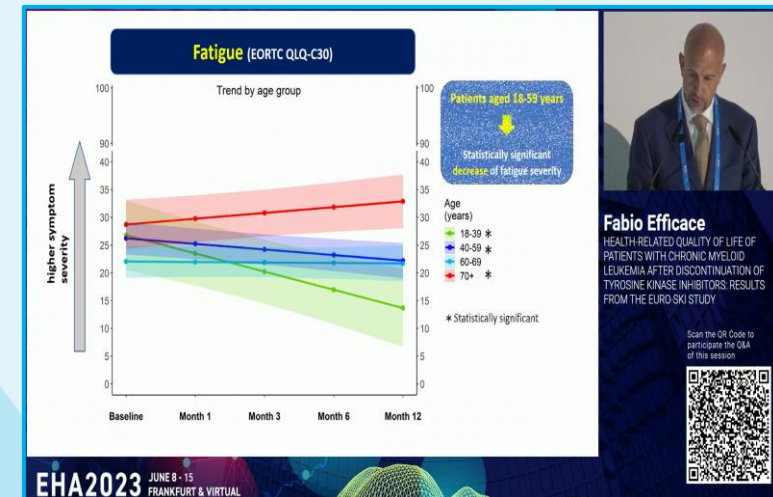 Fatigue (EORTC QLQ-C30)
Trend by age group
100
90
40
35
30
25
20
15
10
5
0
higher symptom
severity
Baseline
Month 1
Month 3
Month 6
Month 12
100
90
40
35
30
25
20
15
10
5
0
Patients aged 18-59 years
Statistically significant
decrease of fatigue severity
Age
(years)
18-39 *
40-59 *
60-69
70+ *
* Statistically significant
Fabio Efficace
HEALTH-RELATED QUALITY OF LIFE OF
PATIENTS WITH CHRONIC MYELOID
LEUKEMIA AFTER DISCONTINUATION OF
TYROSINE KINASE INHIBITORS: RESULTS
FROM THE EURO-SKI STUDY
Scan the QR Code to
participate the Q&A
of this session
EHA2023 JUNE 8 - 15
FRANKFURT & VIRTUAL